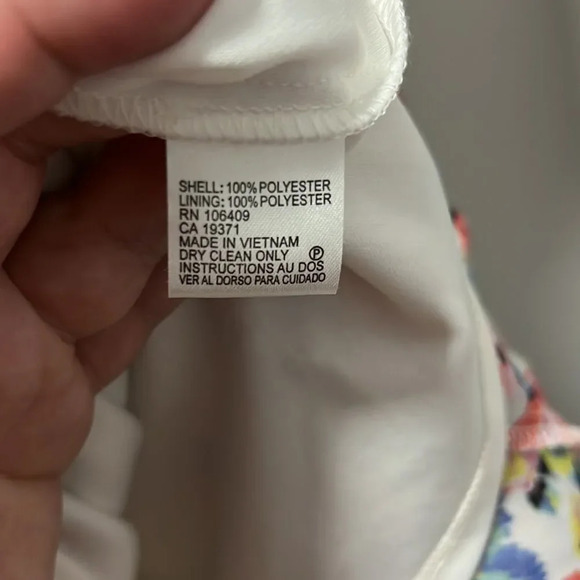 SHELL: 100% POLYESTER
LINING: 100% POLYESTER
RN 106409
CA 19371
MADE IN VIETNAM
DRY CLEAN ONLY Ⓟ
INSTRUCTIONS AU DOS
VER AL DORSO PARA CUIDADO